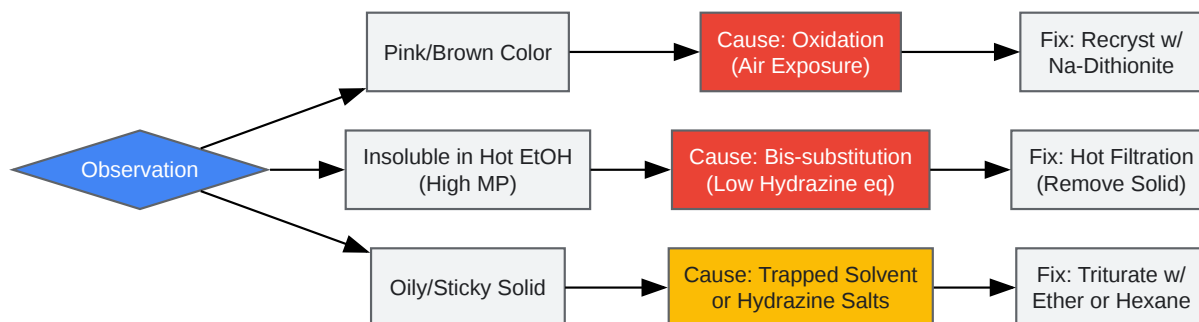 Observation
Pink/Brown Color
Cause: Oxidation
(Air Exposure)
Fix: Recryst w/
Na-Dithionite
Insoluble in Hot EtOH
(High MP)
Cause: Bis-substitution
(Low Hydrazine eq)
Fix: Hot Filtration
(Remove Solid)
Oily/Sticky Solid
Cause: Trapped Solvent
or Hydrazine Salts
Fix: Triturate w/
Ether or Hexane